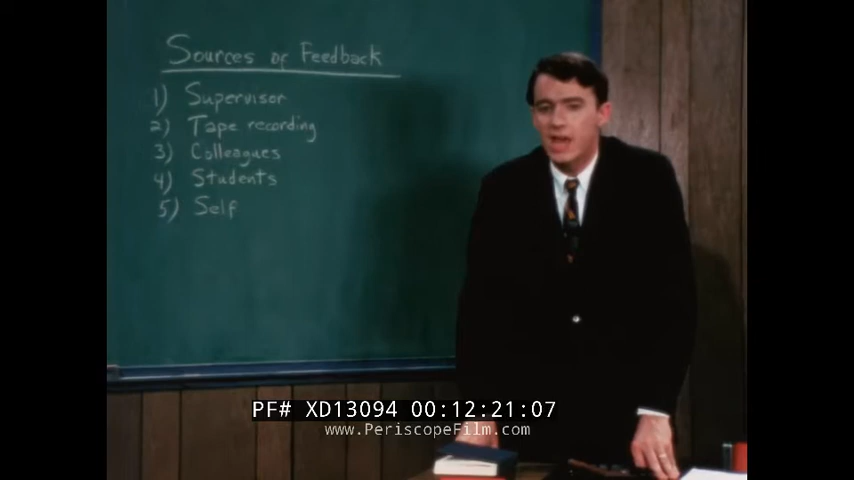 Sources of Feedback
1) Supervisor
2) Tape recording
3) Colleagues
4) Students
5) Self
PF# XD13094 00:12:21:07
www.PeriscopeFilm.com